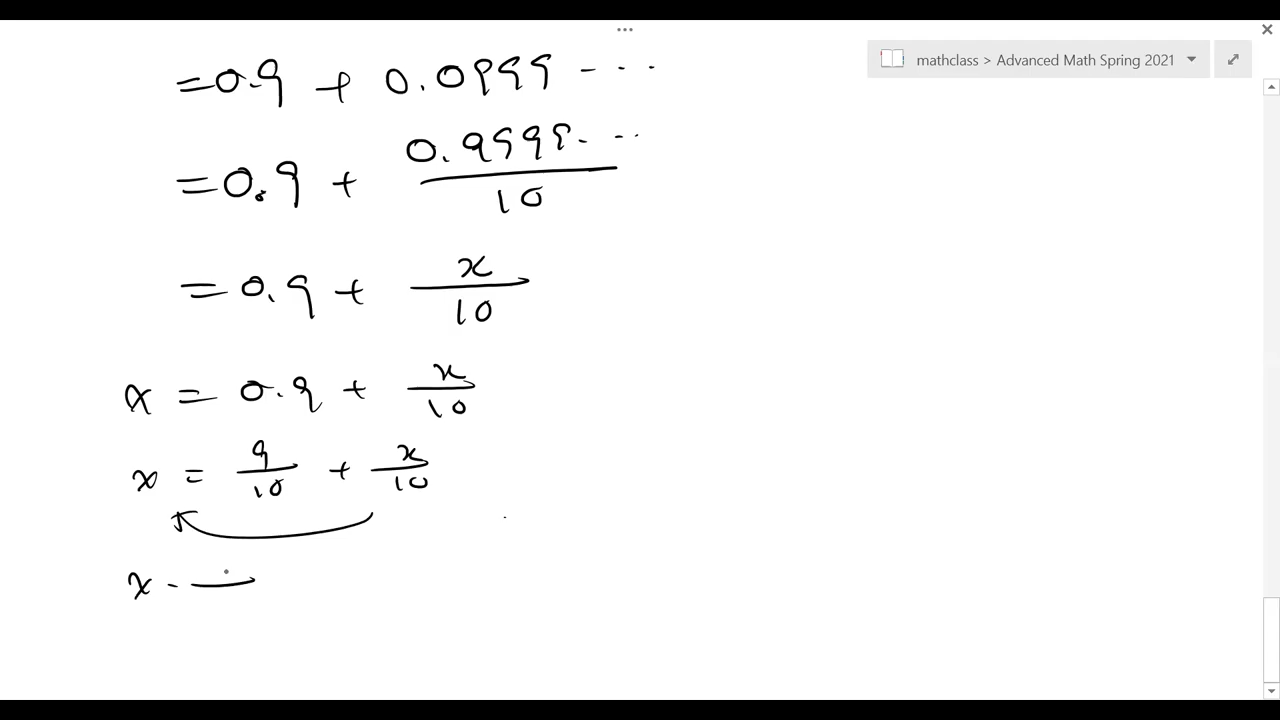 mathclass > Advanced Math Spring 2021
=0.9 + 0.0999 - - -
=0.9 + 0.9999. - - / 10
=0.9 + x/10
x = 0.9 + x/10
x = 9/10 + x/10
x -